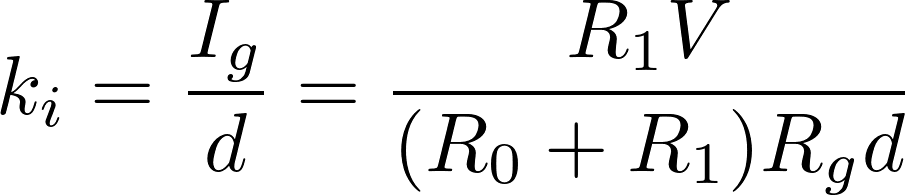 k_i = \frac{I_g}{d} = \frac{R_1 V}{(R_0 + R_1) R_g d}